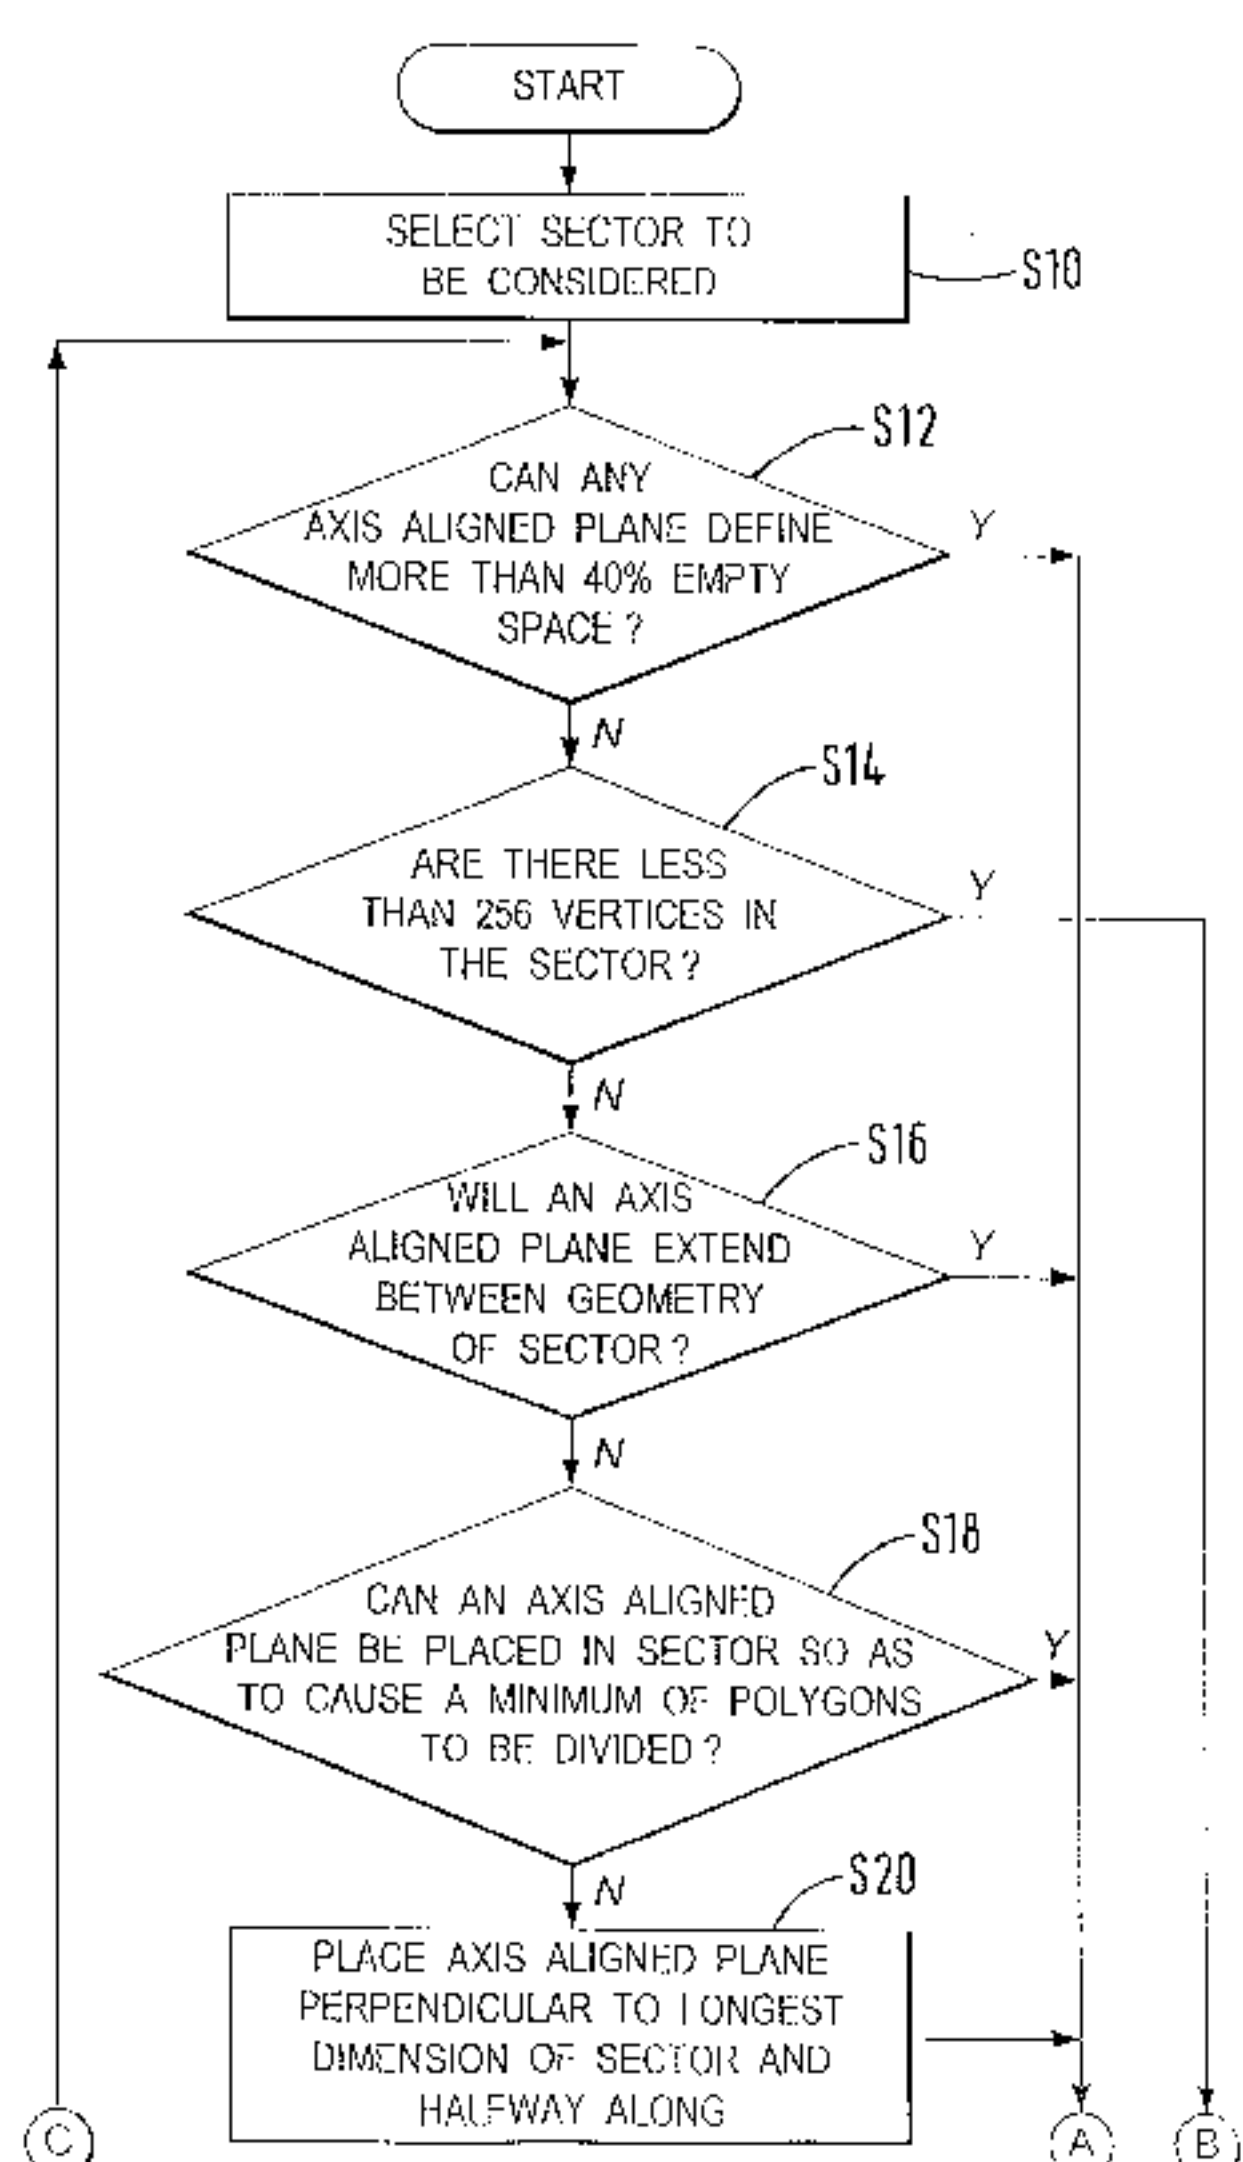 START
SELECT SECTOR TO
BE CONSIDERED
S10
S12
CAN ANY
AXIS ALIGNED PLANE DEFINE
MORE THAN 40% EMPTY
SPACE?
Y
N
S14
ARE THERE LESS
THAN 256 VERTICES IN
THE SECTOR?
Y
N
S16
WILL AN AXIS
ALIGNED PLANE EXTEND
BETWEEN GEOMETRY
OF SECTOR?
Y
N
S18
CAN AN AXIS ALIGNED
PLANE BE PLACED IN SECTOR SO AS
TO CAUSE A MINIMUM OF POLYGONS
TO BE DIVIDED?
Y
N
S20
PLACE AXIS ALIGNED PLANE
PERPENDICULAR TO LONGEST
DIMENSION OF SECTOR AND
HALFWAY ALONG
C
A
B